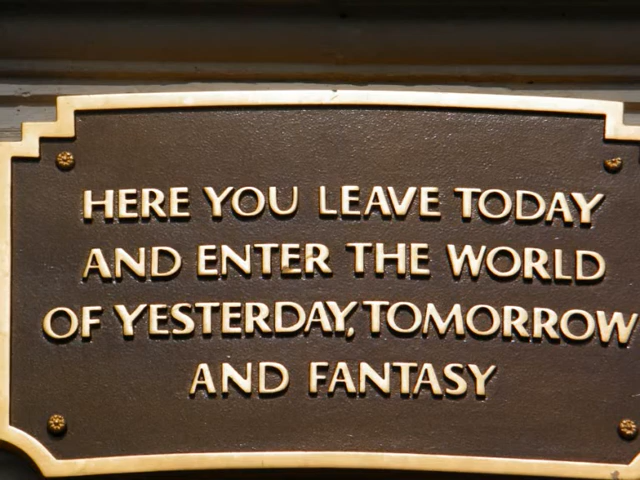 HERE YOU LEAVE TODAY
AND ENTER THE WORLD
OF YESTERDAY, TOMORROW
AND FANTASY